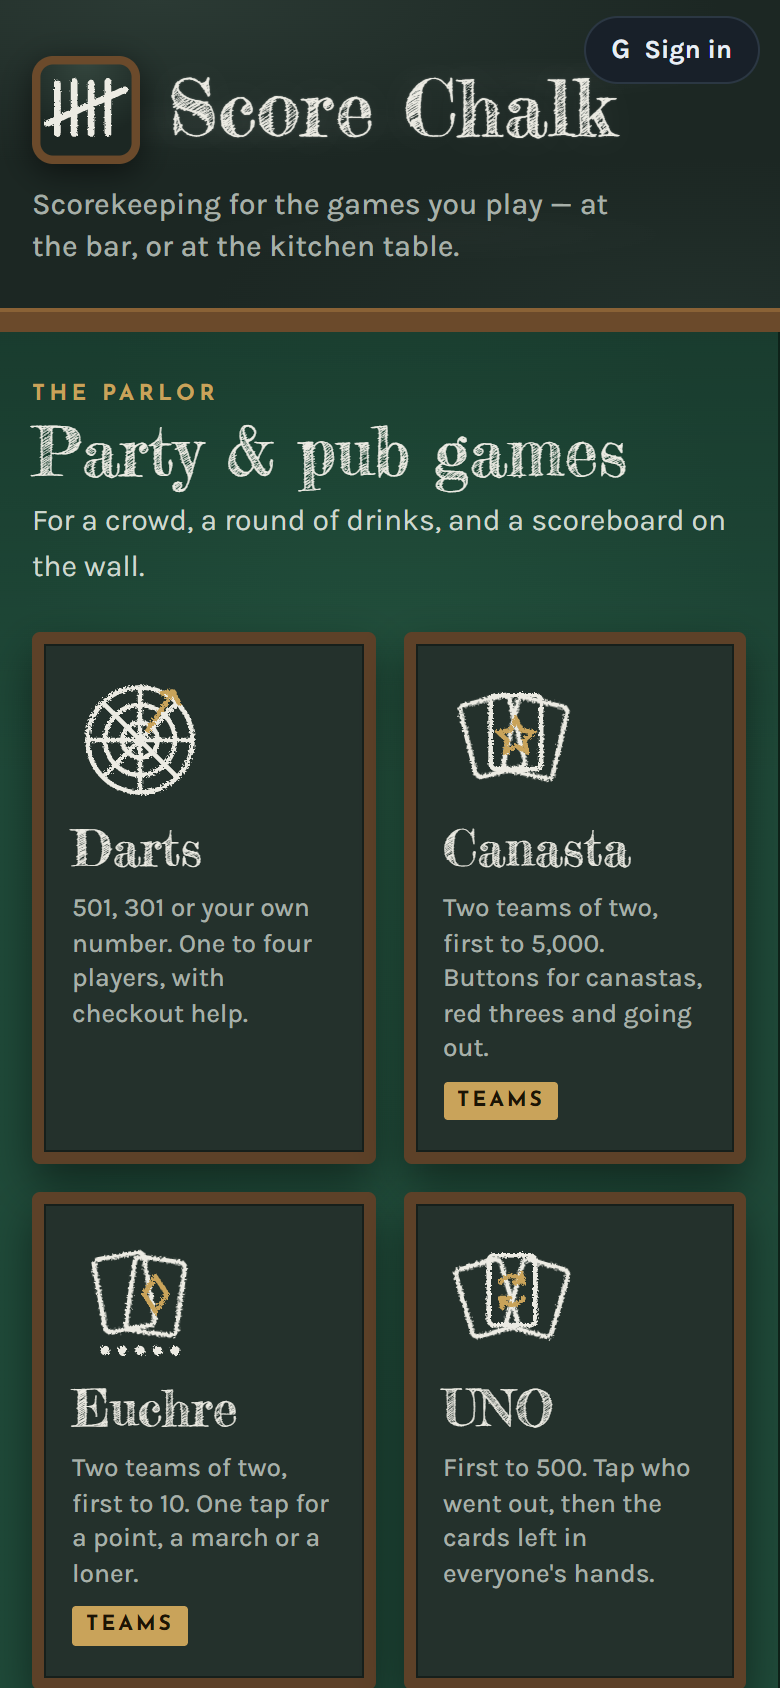 G Sign in
Score Chalk
Scorekeeping for the games you play — at
the bar, or at the kitchen table.
THE PARLOR
Party & pub games
For a crowd, a round of drinks, and a scoreboard on
the wall.
Darts
501, 301 or your own
number. One to four
players, with
checkout help.
Canasta
Two teams of two,
first to 5,000.
Buttons for canastas,
red threes and going
out.
TEAMS
Euchre
Two teams of two,
first to 10. One tap for
a point, a march or a
loner.
TEAMS
UNO
First to 500. Tap who
went out, then the
cards left in
everyone's hands.